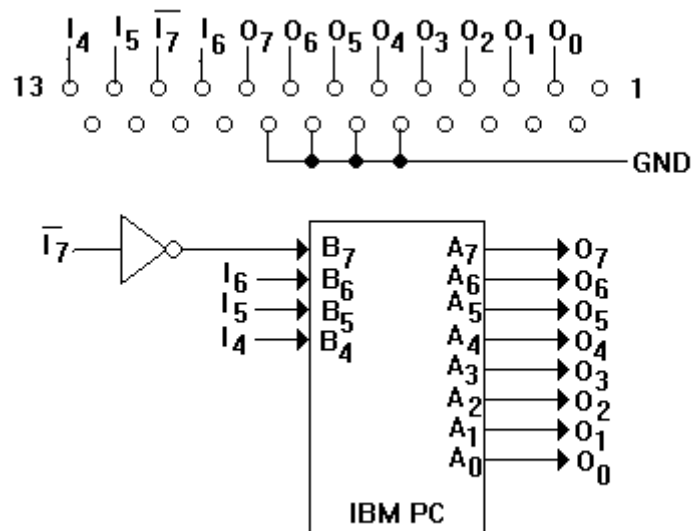 I4 I5 I̅7̅ I6 O7 O6 O5 O4 O3 O2 O1 O0
13 1
GND
I̅7̅ B7 A7 O7
I6 B6 A6 O6
I5 B5 A5 O5
I4 B4 A4 O4
A3 O3
A2 O2
A1 O1
A0 O0
IBM PC